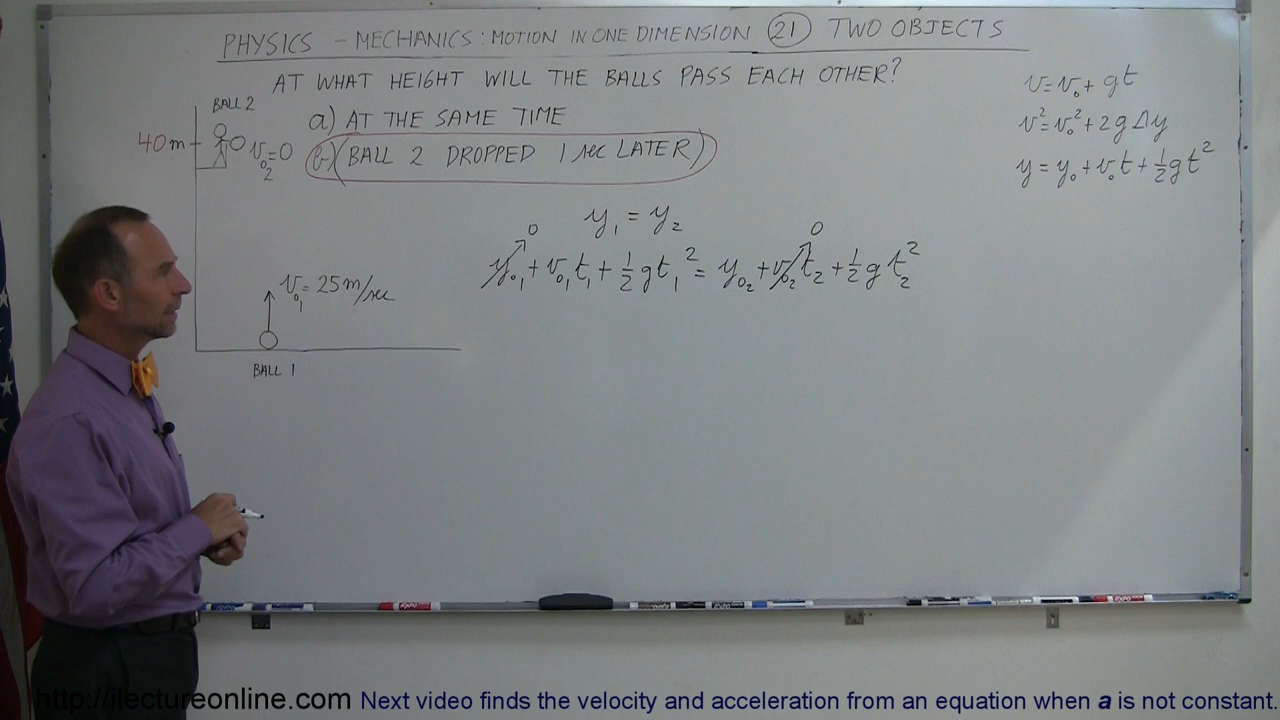 PHYSICS – MECHANICS: MOTION IN ONE DIMENSION 21 TWO OBJECTS
AT WHAT HEIGHT WILL THE BALLS PASS EACH OTHER?
a) AT THE SAME TIME
b) (BALL 2 DROPPED 1 sec LATER)
v = v₀ + gt
v² = v₀² + 2gΔy
y = y₀ + v₀t + ½gt²
BALL 2
40 m
v₀₂ = 0
v₀₁ = 25 m/sec
BALL 1
y₁ = y₂
0 0
y₀₁ + v₀₁t₁ + ½gt₁² = y₀₂ + v₀₂t₂ + ½gt₂²
EXPO
http://ilectureonline.com Next video finds the velocity and acceleration from an equation when a is not constant.